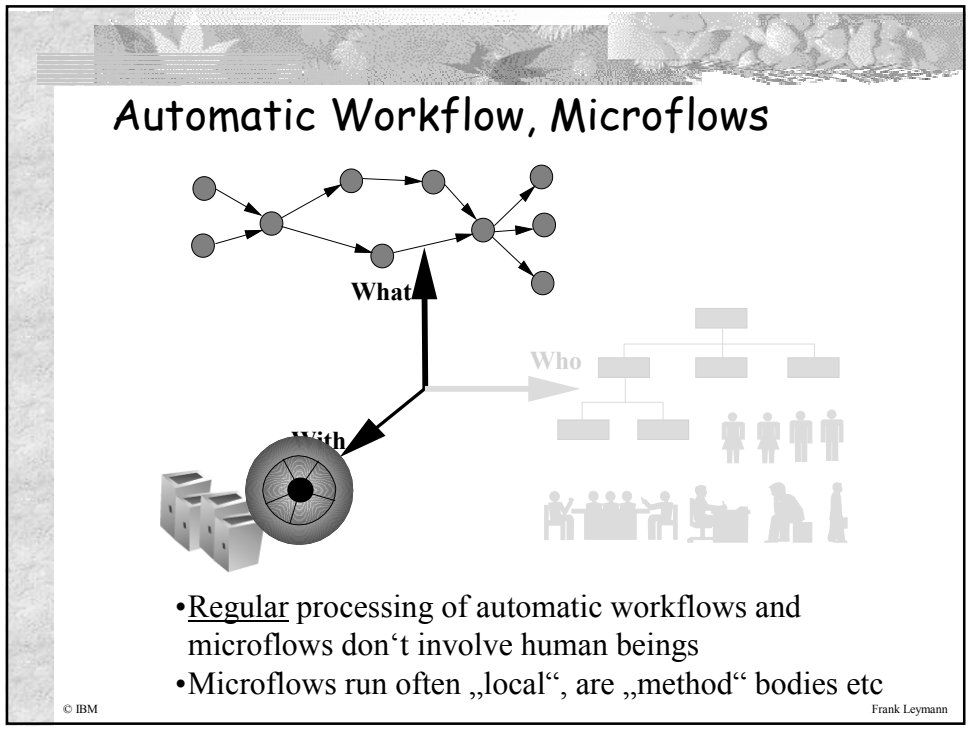 Automatic Workflow, Microflows
What
Who
With
•Regular processing of automatic workflows and
microflows don‘t involve human beings
•Microflows run often „local“, are „method“ bodies etc
© IBM
Frank Leymann